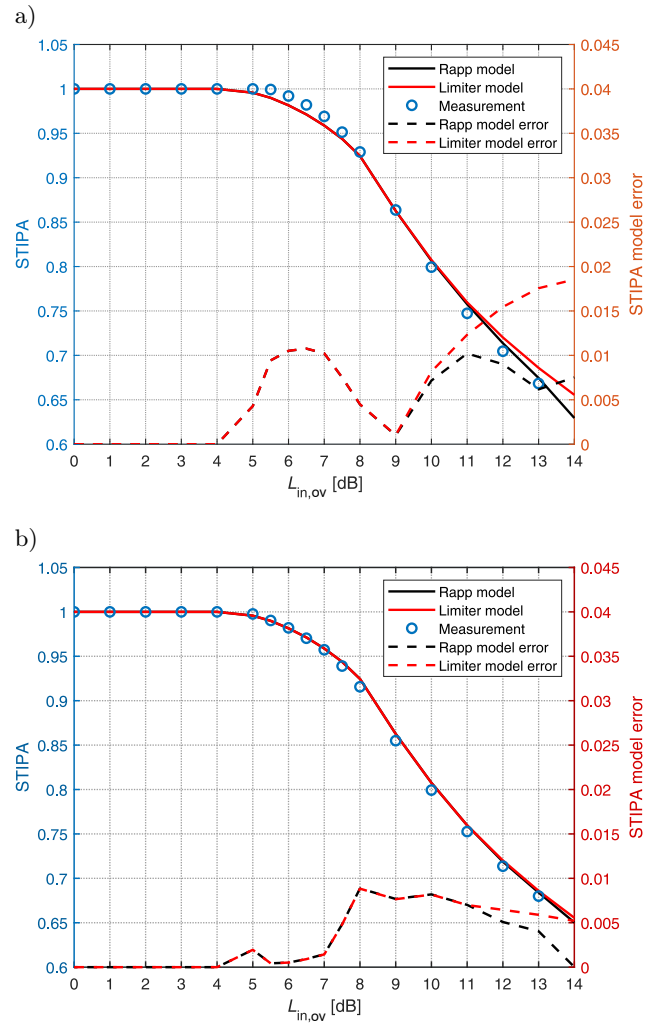 a)
1.05
1
0.95
0.9
0.85
0.8
0.75
0.7
0.65
0.6
STIPA
0.045
0.04
0.035
0.03
0.025
0.02
0.015
0.01
0.005
0
STIPA model error
Rapp model
Limiter model
Measurement
Rapp model error
Limiter model error
0 1 2 3 4 5 6 7 8 9 10 11 12 13 14
L in,ov [dB]
b)
1.05
1
0.95
0.9
0.85
0.8
0.75
0.7
0.65
0.6
STIPA
0.045
0.04
0.035
0.03
0.025
0.02
0.015
0.01
0.005
0
STIPA model error
Rapp model
Limiter model
Measurement
Rapp model error
Limiter model error
0 1 2 3 4 5 6 7 8 9 10 11 12 13 14
L in,ov [dB]